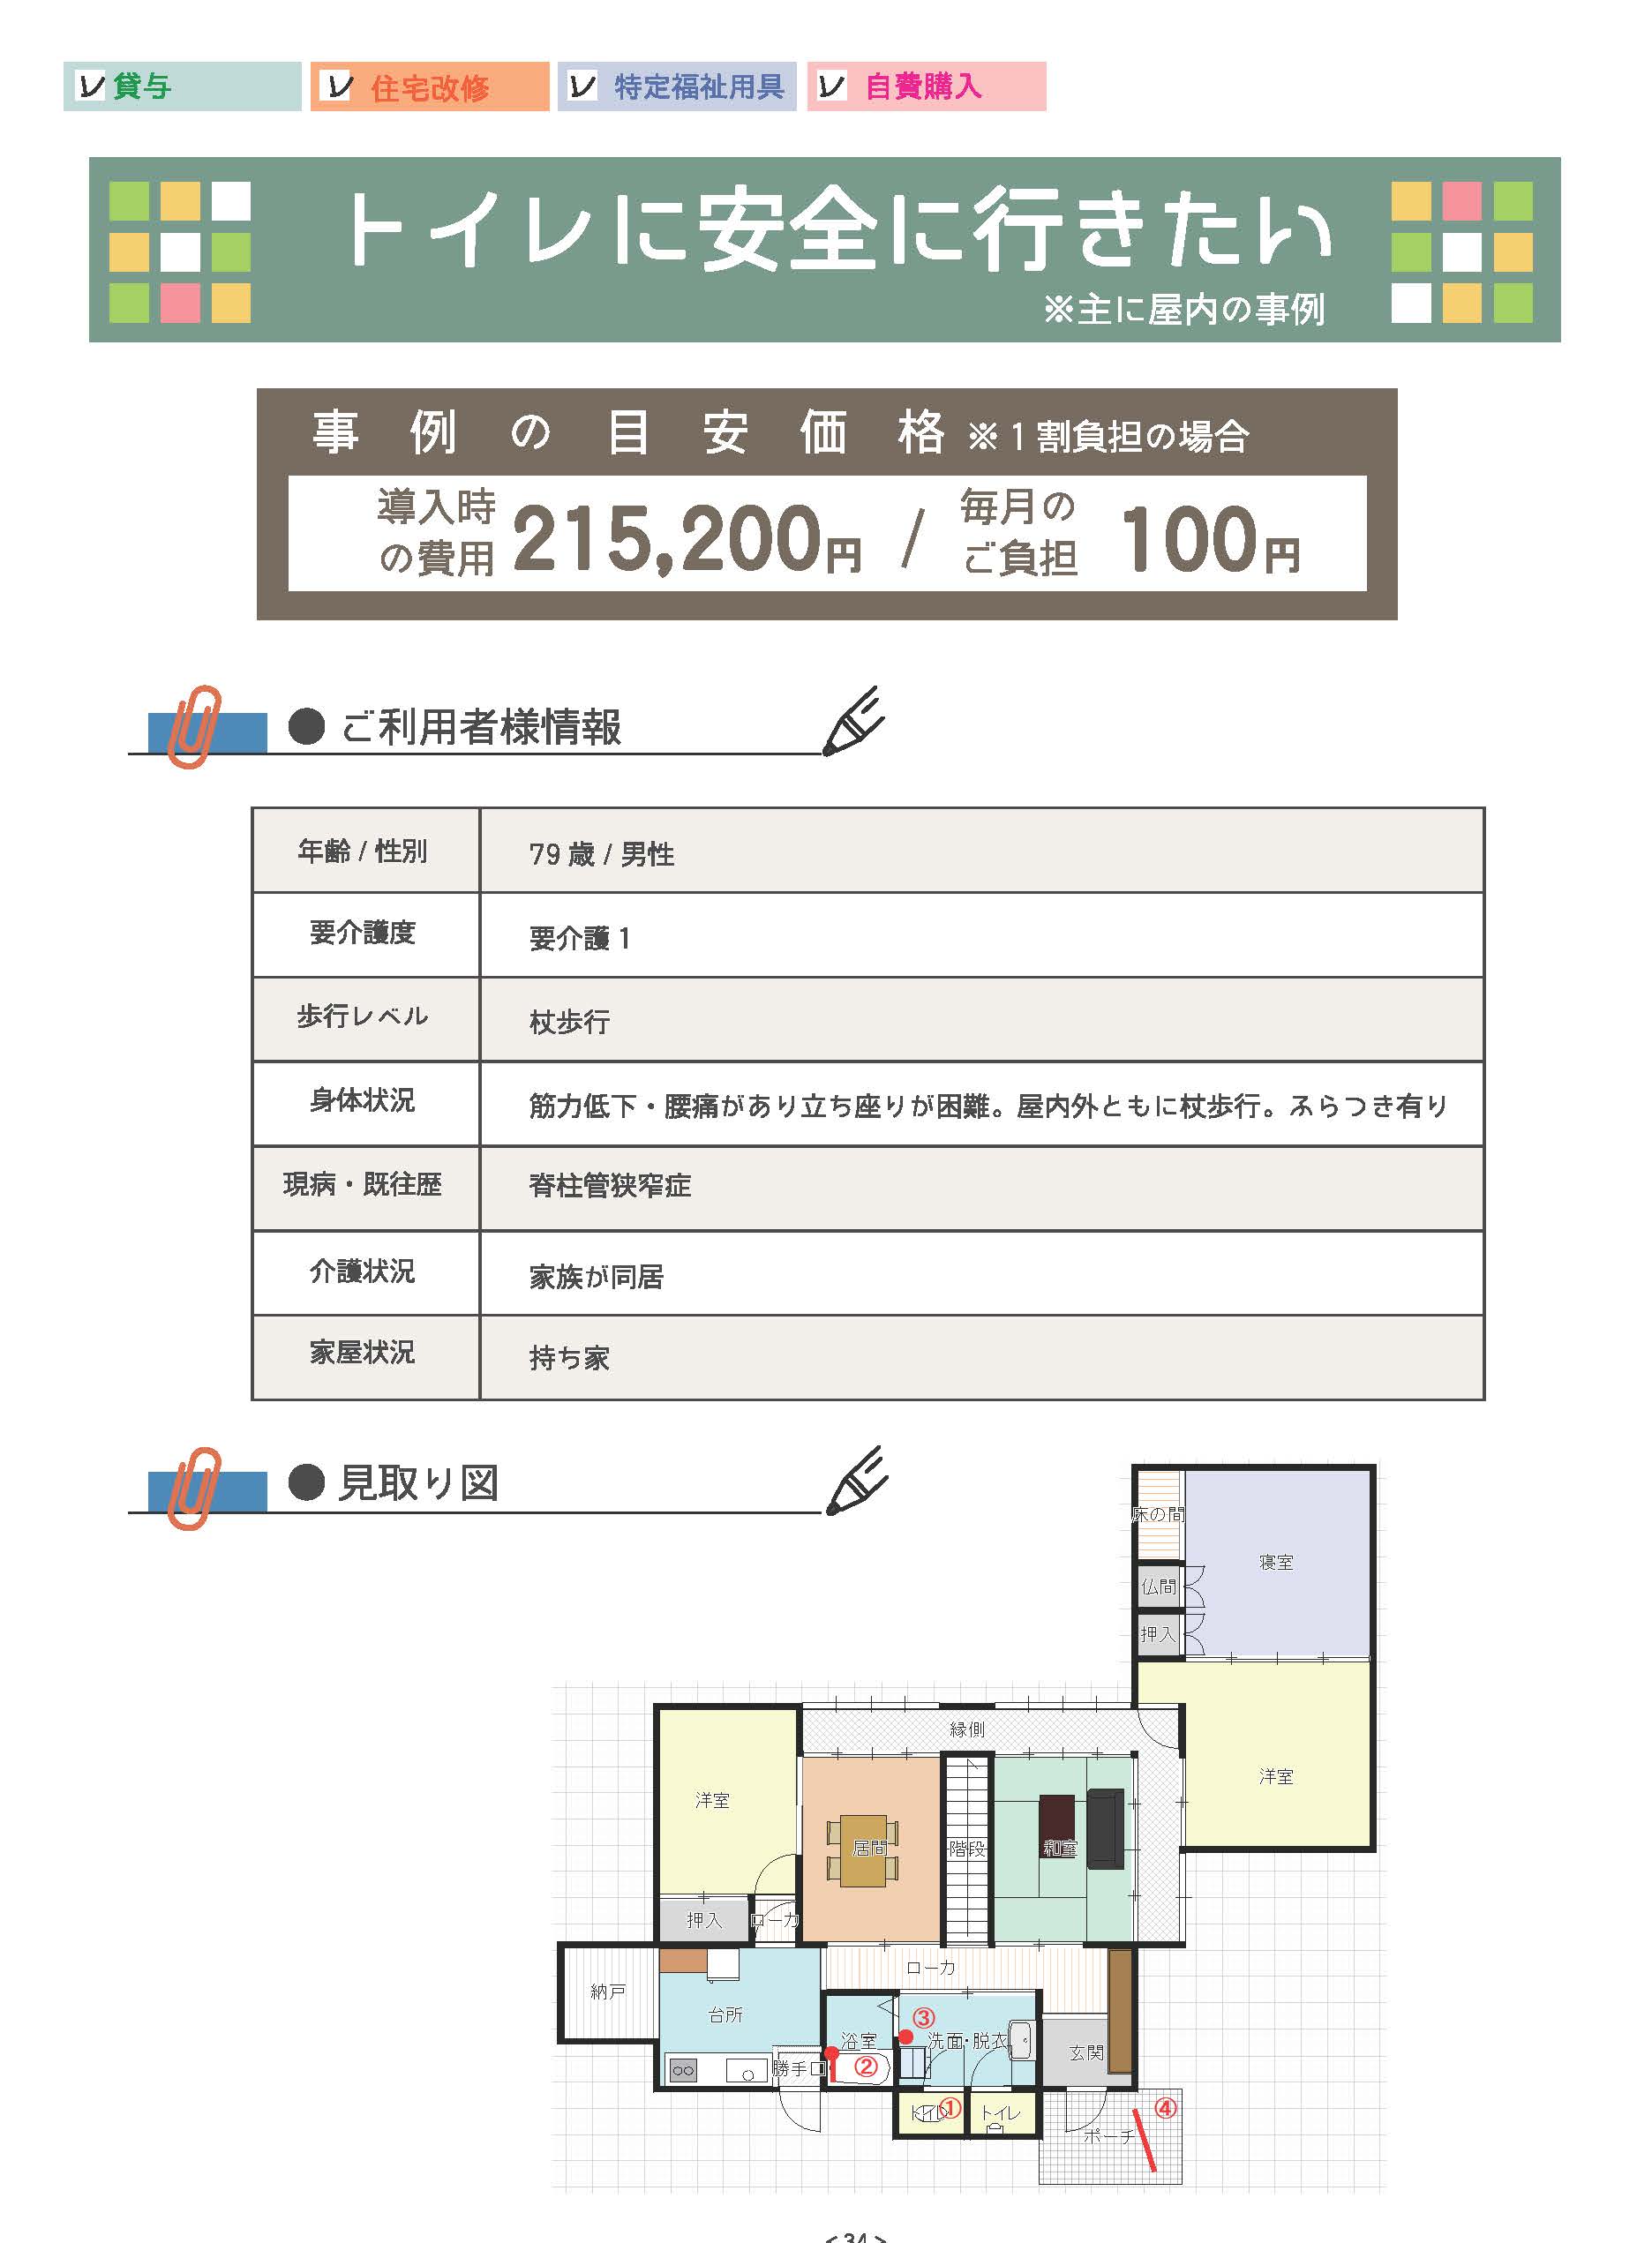 貸与
住宅改修
特定福祉用具
自費購入
トイレに安全に行きたい
※主に屋内の事例
事例の目安価格 ※1割負担の場合
導入時の費用 215,200円 / 毎月のご負担 100円
● ご利用者様情報
年齢 / 性別 79 歳 / 男性
要介護度 要介護 1
歩行レベル 杖歩行
身体状況 筋力低下・腰痛があり立ち座りが困難。屋内外ともに杖歩行。ふらつき有り
現病・既往歴 脊柱管狭窄症
介護状況 家族が同居
家屋状況 持ち家
● 見取り図
床の間
寝室
仏間
押入
縁側
洋室
洋室
居間
階段
和室
押入
ローカ
ローカ
納戸
台所
浴室
③
洗面・脱衣
玄関
勝手口
②
トイレ
①
トイレ
④
ポーチ
< 34 >